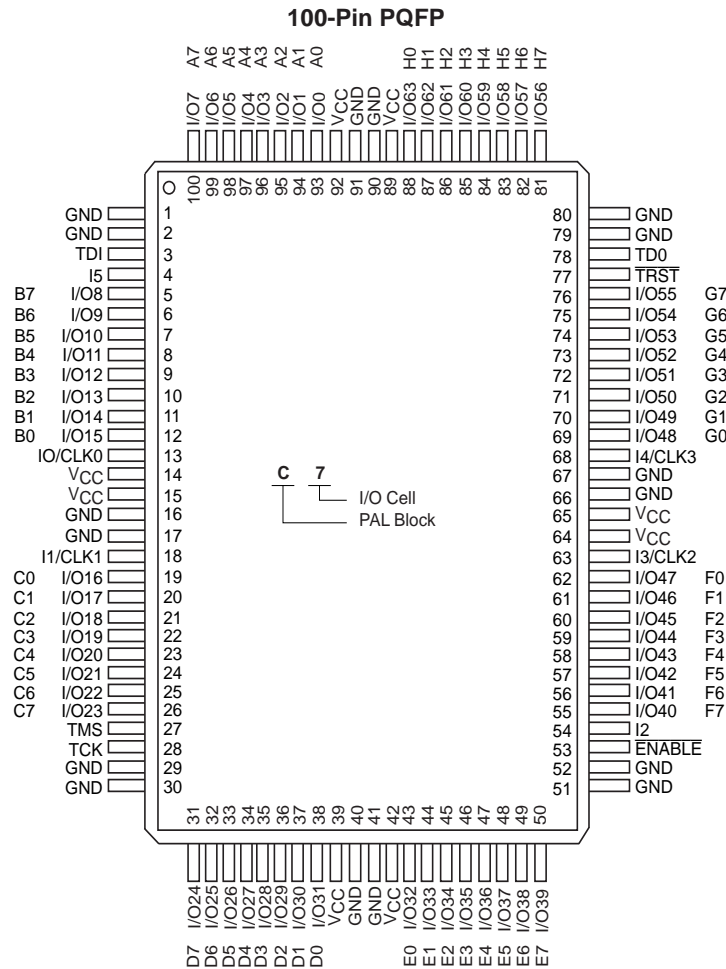 100-Pin PQFP
A7 A6 A5 A4 A3 A2 A1 A0 H0 H1 H2 H3 H4 H5 H6 H7
I/O7 I/O6 I/O5 I/O4 I/O3 I/O2 I/O1 I/O0 VCC GND GND VCC I/O63 I/O62 I/O61 I/O60 I/O59 I/O58 I/O57 I/O56
100 99 98 97 96 95 94 93 92 91 90 89 88 87 86 85 84 83 82 81
GND 1 80 GND
GND 2 79 GND
TDI 3 78 TD0
I5 4 77 TRST
B7 I/O8 5 76 I/O55 G7
B6 I/O9 6 75 I/O54 G6
B5 I/O10 7 74 I/O53 G5
B4 I/O11 8 73 I/O52 G4
B3 I/O12 9 72 I/O51 G3
B2 I/O13 10 71 I/O50 G2
B1 I/O14 11 70 I/O49 G1
B0 I/O15 12 69 I/O48 G0
IO/CLK0 13 68 I4/CLK3
VCC 14 67 GND
VCC 15 66 GND
GND 16 65 VCC
GND 17 64 VCC
I1/CLK1 18 63 I3/CLK2
C 7
I/O Cell
PAL Block
C0 I/O16 19 62 I/O47 F0
C1 I/O17 20 61 I/O46 F1
C2 I/O18 21 60 I/O45 F2
C3 I/O19 22 59 I/O44 F3
C4 I/O20 23 58 I/O43 F4
C5 I/O21 24 57 I/O42 F5
C6 I/O22 25 56 I/O41 F6
C7 I/O23 26 55 I/O40 F7
TMS 27 54 I2
TCK 28 53 ENABLE
GND 29 52 GND
GND 30 51 GND
31 32 33 34 35 36 37 38 39 40 41 42 43 44 45 46 47 48 49 50
I/O24 I/O25 I/O26 I/O27 I/O28 I/O29 I/O30 I/O31 VCC GND GND VCC I/O32 I/O33 I/O34 I/O35 I/O36 I/O37 I/O38 I/O39
D7 D6 D5 D4 D3 D2 D1 D0 E0 E1 E2 E3 E4 E5 E6 E7